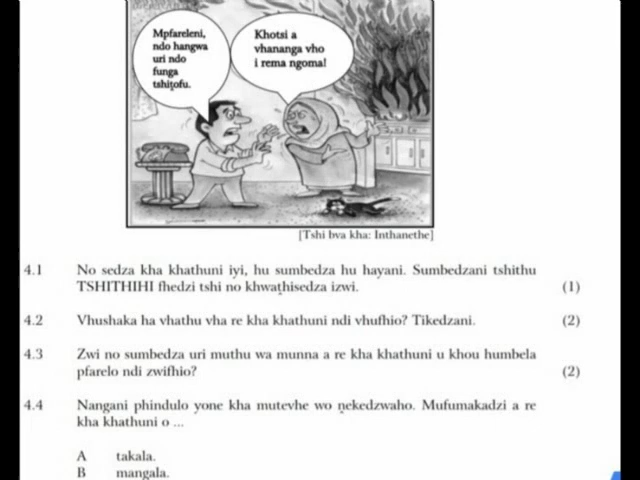 Mpfareleni,
ndo hangwa
uri ndo
funga
tshiṱofu.
Khotsi a
vhananga vho
i rema ngoma!
[Tshi bva kha: Inthanethe]
4.1 No sedza kha khathuni iyi, hu sumbedza hu hayani. Sumbedzani tshithu
TSHITHIHI fhedzi tshi no khwaṱhisedza izwi. (1)
4.2 Vhushaka ha vhathu vha re kha khathuni ndi vhufhio? Tikedzani. (2)
4.3 Zwi no sumbedza uri muthu wa munna a re kha khathuni u khou humbela
pfarelo ndi zwifhio? (2)
4.4 Nangani phindulo yone kha mutevhe wo ṋekedzwaho. Mufumakadzi a re
kha khathuni o ...
A takala.
B mangala.